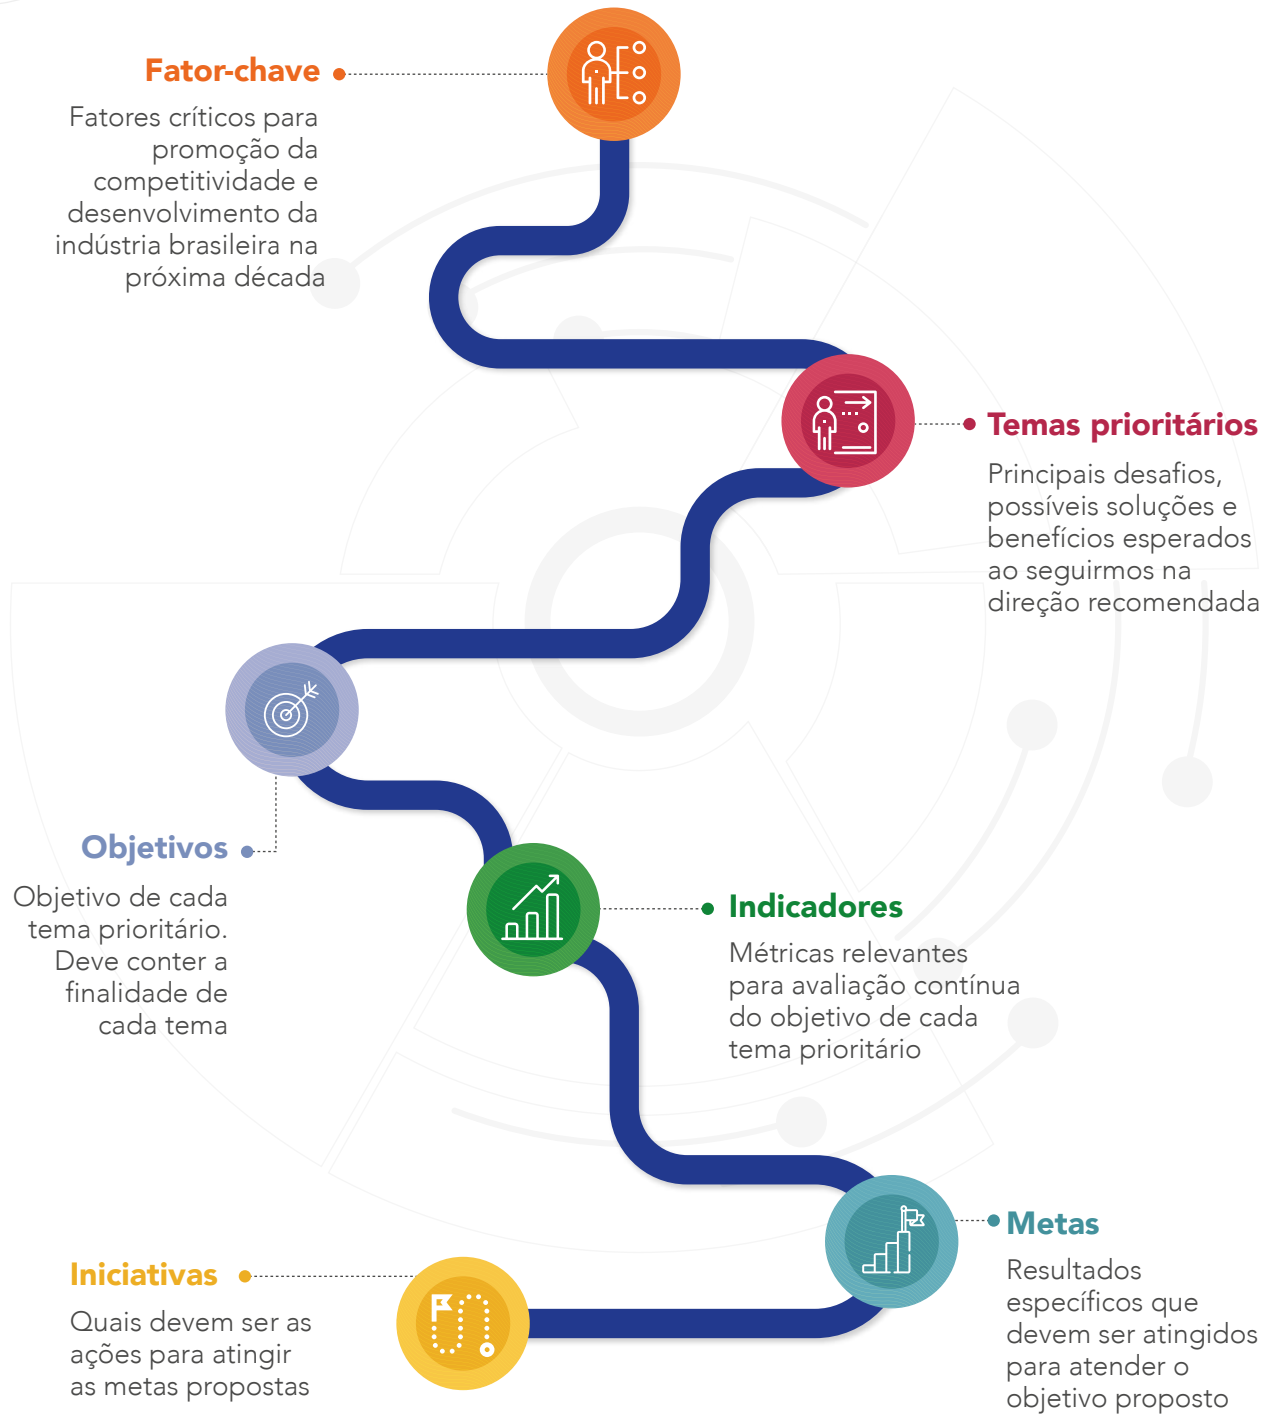 Fator-chave
Fatores críticos para
promoção da
competitividade e
desenvolvimento da
indústria brasileira na
próxima década
Temas prioritários
Principais desafios,
possíveis soluções e
benefícios esperados
ao seguirmos na
direção recomendada
Objetivos
Objetivo de cada
tema prioritário.
Deve conter a
finalidade de
cada tema
Indicadores
Métricas relevantes
para avaliação contínua
do objetivo de cada
tema prioritário
Metas
Resultados
específicos que
devem ser atingidos
para atender o
objetivo proposto
Iniciativas
Quais devem ser as
ações para atingir
as metas propostas